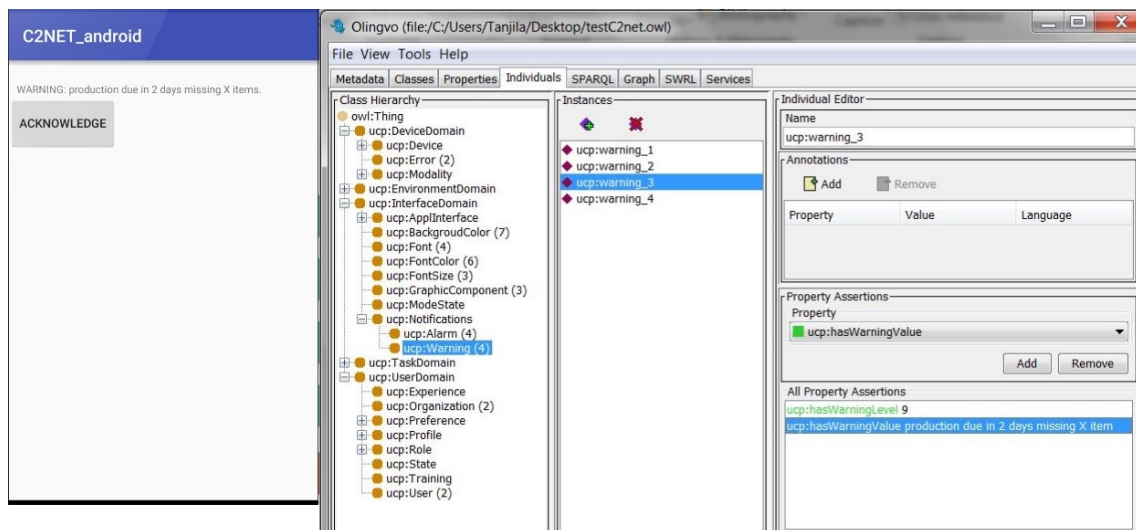 C2NET_android
WARNING: production due in 2 days missing X items.
ACKNOWLEDGE
Olingvo (file:/C:/Users/Tanjila/Desktop/testC2net.owl)
File View Tools Help
Metadata Classes Properties Individuals SPARQL Graph SWRL Services
Class Hierarchy
owl:Thing
ucp:DeviceDomain
ucp:Device
ucp:Error (2)
ucp:Modality
ucp:EnvironmentDomain
ucp:InterfaceDomain
ucp:ApplInterface
ucp:BackgroudColor (7)
ucp:Font (4)
ucp:FontColor (6)
ucp:FontSize (3)
ucp:GraphicComponent (3)
ucp:ModeState
ucp:Notifications
ucp:Alarm (4)
ucp:Warning (4)
ucp:TaskDomain
ucp:UserDomain
ucp:Experience
ucp:Organization (2)
ucp:Preference
ucp:Profile
ucp:Role
ucp:State
ucp:Training
ucp:User (2)
Instances
ucp:warning_1
ucp:warning_2
ucp:warning_3
ucp:warning_4
Individual Editor
Name
ucp:warning_3
Annotations
Add Remove
Property Value Language
Property Assertions
Property
ucp:hasWarningValue
Add Remove
All Property Assertions
ucp:hasWarningLevel 9
ucp:hasWarningValue production due in 2 days missing X item